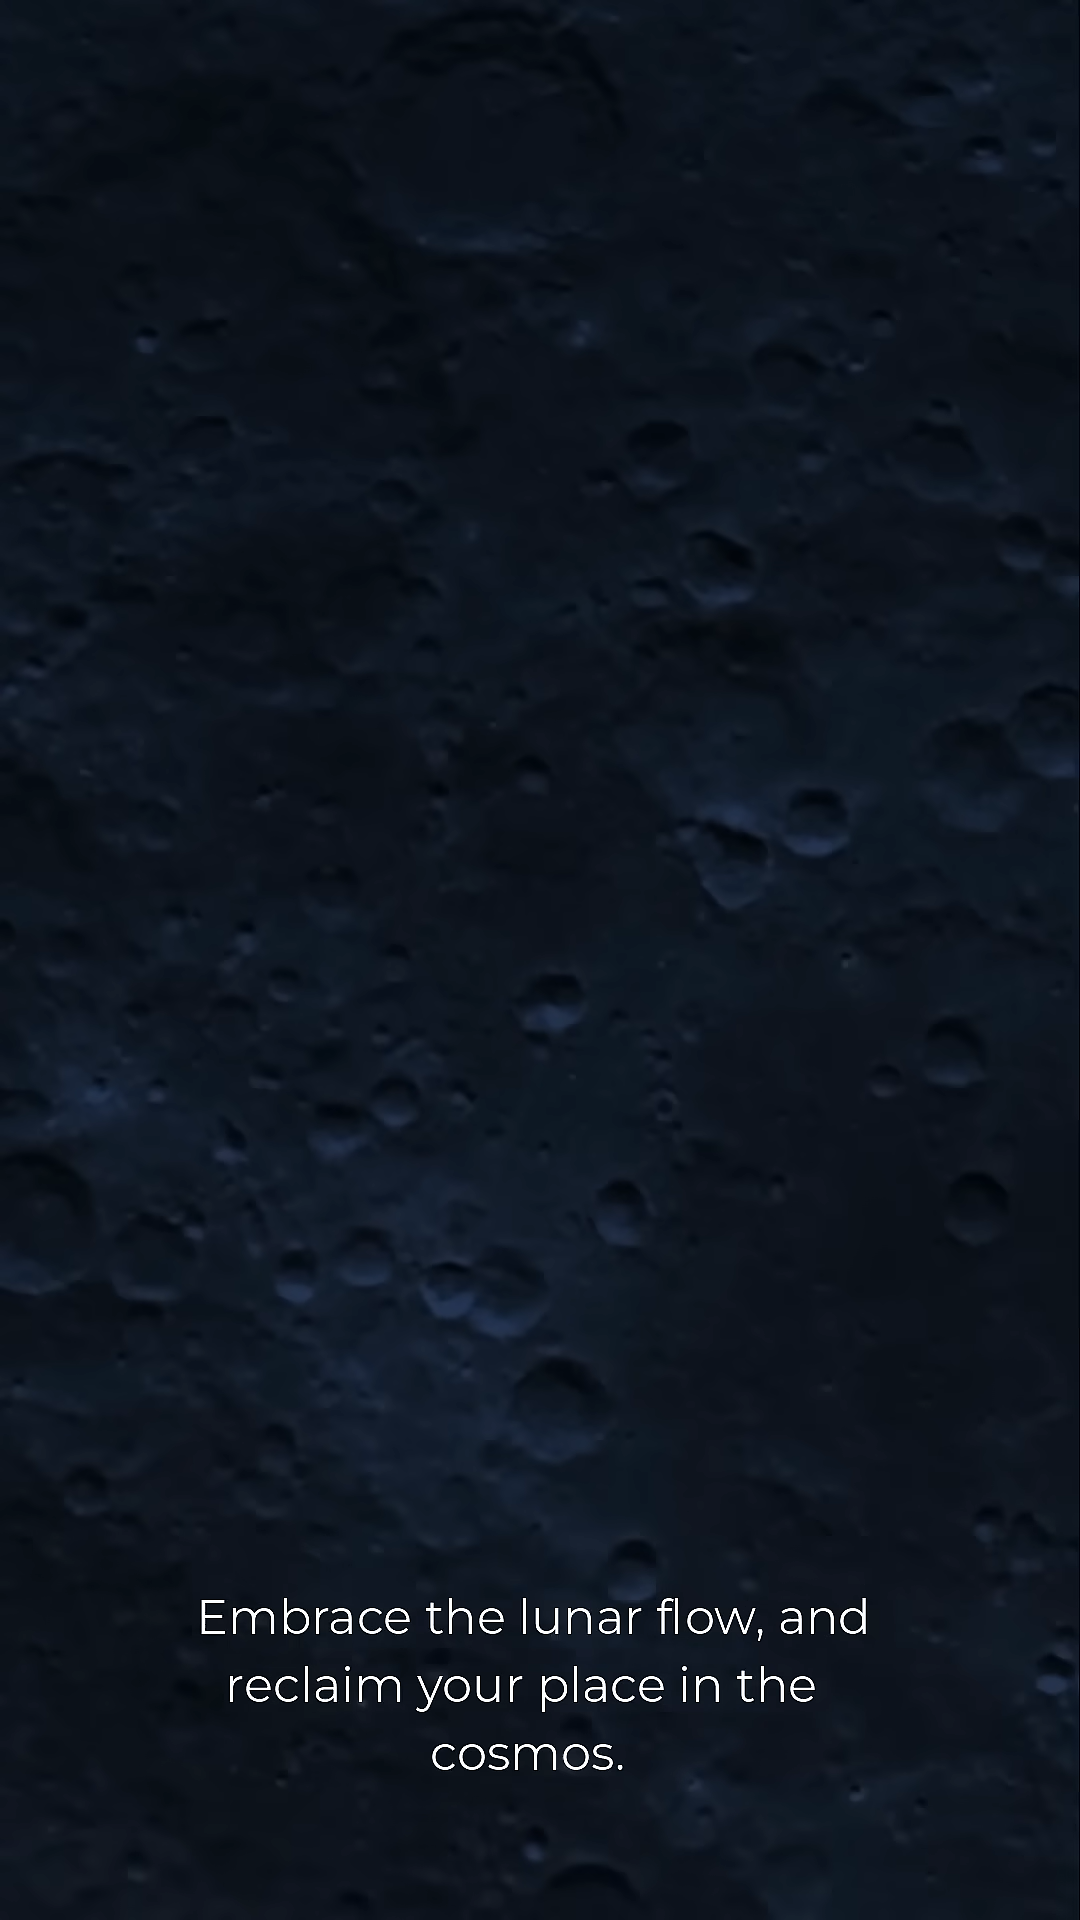 Embrace the lunar flow, and
reclaim your place in the
cosmos.